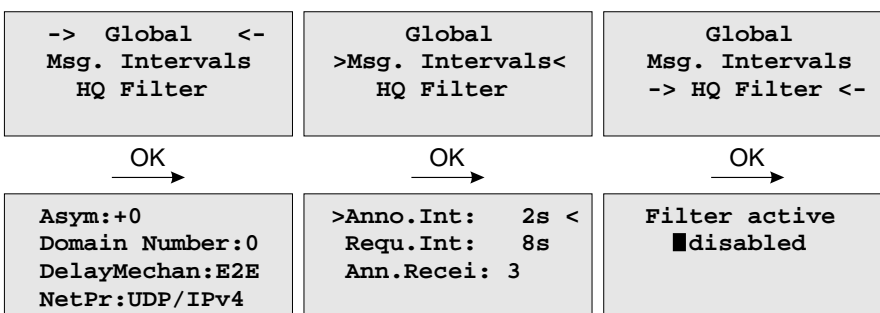 -> Global <-
Msg. Intervals
HQ Filter
Global
>Msg. Intervals<
HQ Filter
Global
Msg. Intervals
-> HQ Filter <-
OK
OK
OK
Asym:+0
Domain Number:0
DelayMechan:E2E
NetPr:UDP/IPv4
>Anno.Int: 2s <
Requ.Int: 8s
Ann.Recei: 3
Filter active
■disabled